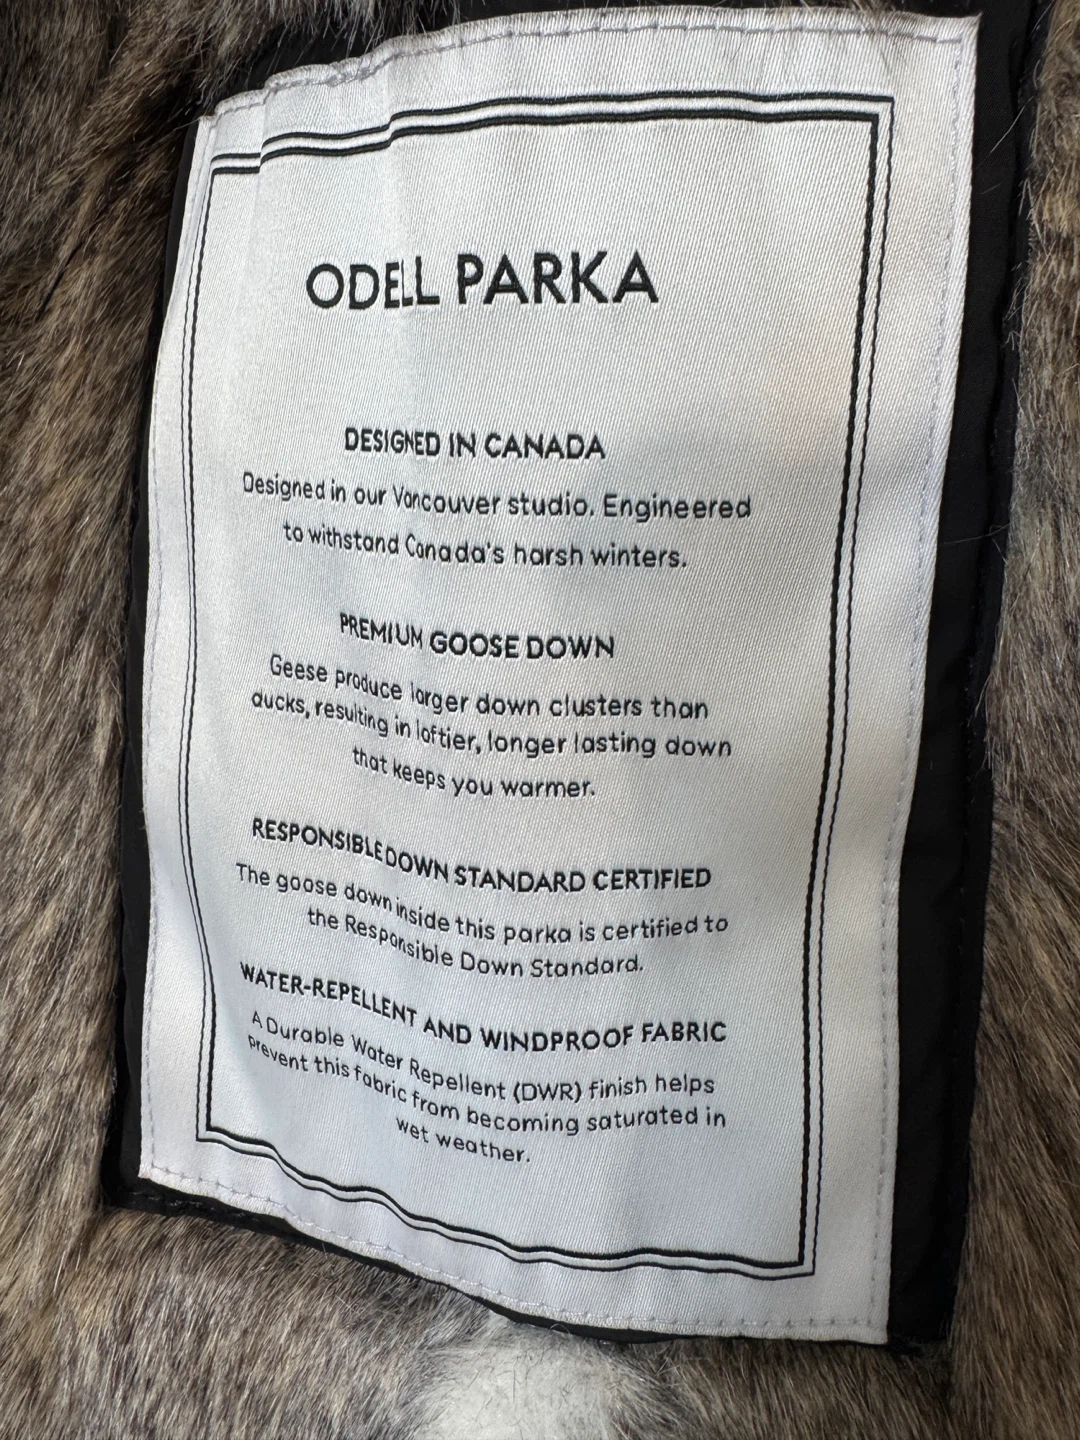 ODELL PARKA
DESIGNED IN CANADA
Designed in our Vancouver studio. Engineered
to withstand Canada's harsh winters.
PREMIUM GOOSE DOWN
Geese produce larger down clusters than
ducks, resulting in loftier, longer lasting down
that keeps you warmer.
RESPONSIBLE DOWN STANDARD CERTIFIED
The goose down inside this parka is certified to
the Responsible Down Standard.
WATER-REPELLENT AND WINDPROOF FABRIC
A Durable Water Repellent (DWR) finish helps
prevent this fabric from becoming saturated in
wet weather.